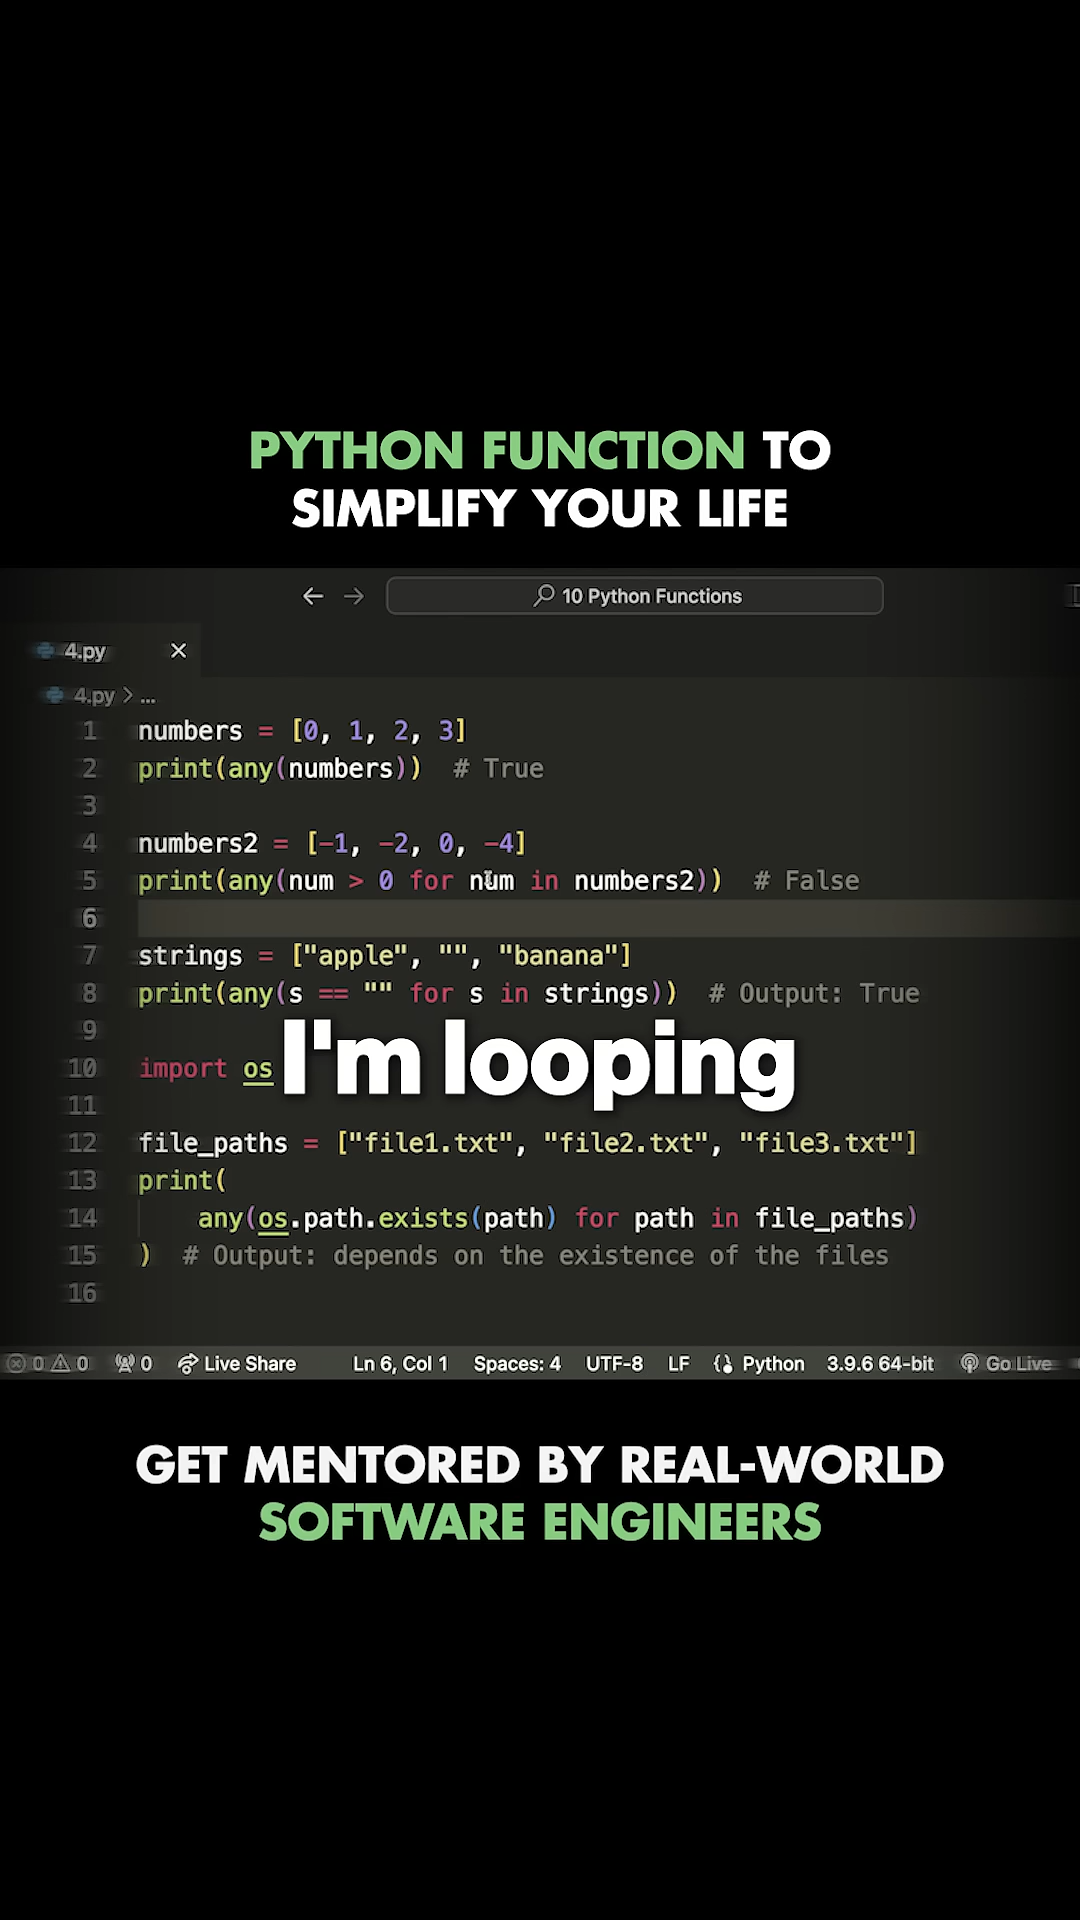 PYTHON FUNCTION TO
SIMPLIFY YOUR LIFE
10 Python Functions
4.py
4.py > ...
1 numbers = [0, 1, 2, 3]
2 print(any(numbers))  # True
3
4 numbers2 = [-1, -2, 0, -4]
5 print(any(num > 0 for num in numbers2))  # False
6
7 strings = ["apple", "", "banana"]
8 print(any(s == "" for s in strings))  # Output: True
9
I'm looping
10 import os
11
12 file_paths = ["file1.txt", "file2.txt", "file3.txt"]
13 print(
14     any(os.path.exists(path) for path in file_paths)
15 )  # Output: depends on the existence of the files
16
0 0 0 Live Share Ln 6, Col 1 Spaces: 4 UTF-8 LF Python 3.9.6 64-bit Go Live
GET MENTORED BY REAL-WORLD
SOFTWARE ENGINEERS